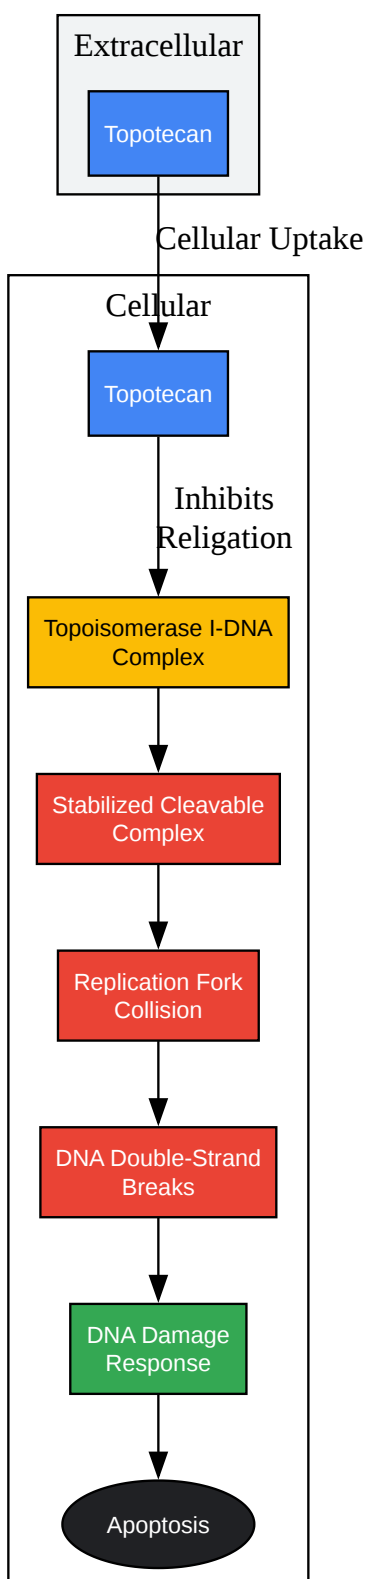 Extracellular
Topotecan
Cellular Uptake
Cellular
Topotecan
Inhibits
Religation
Topoisomerase I-DNA
Complex
Stabilized Cleavable
Complex
Replication Fork
Collision
DNA Double-Strand
Breaks
DNA Damage
Response
Apoptosis